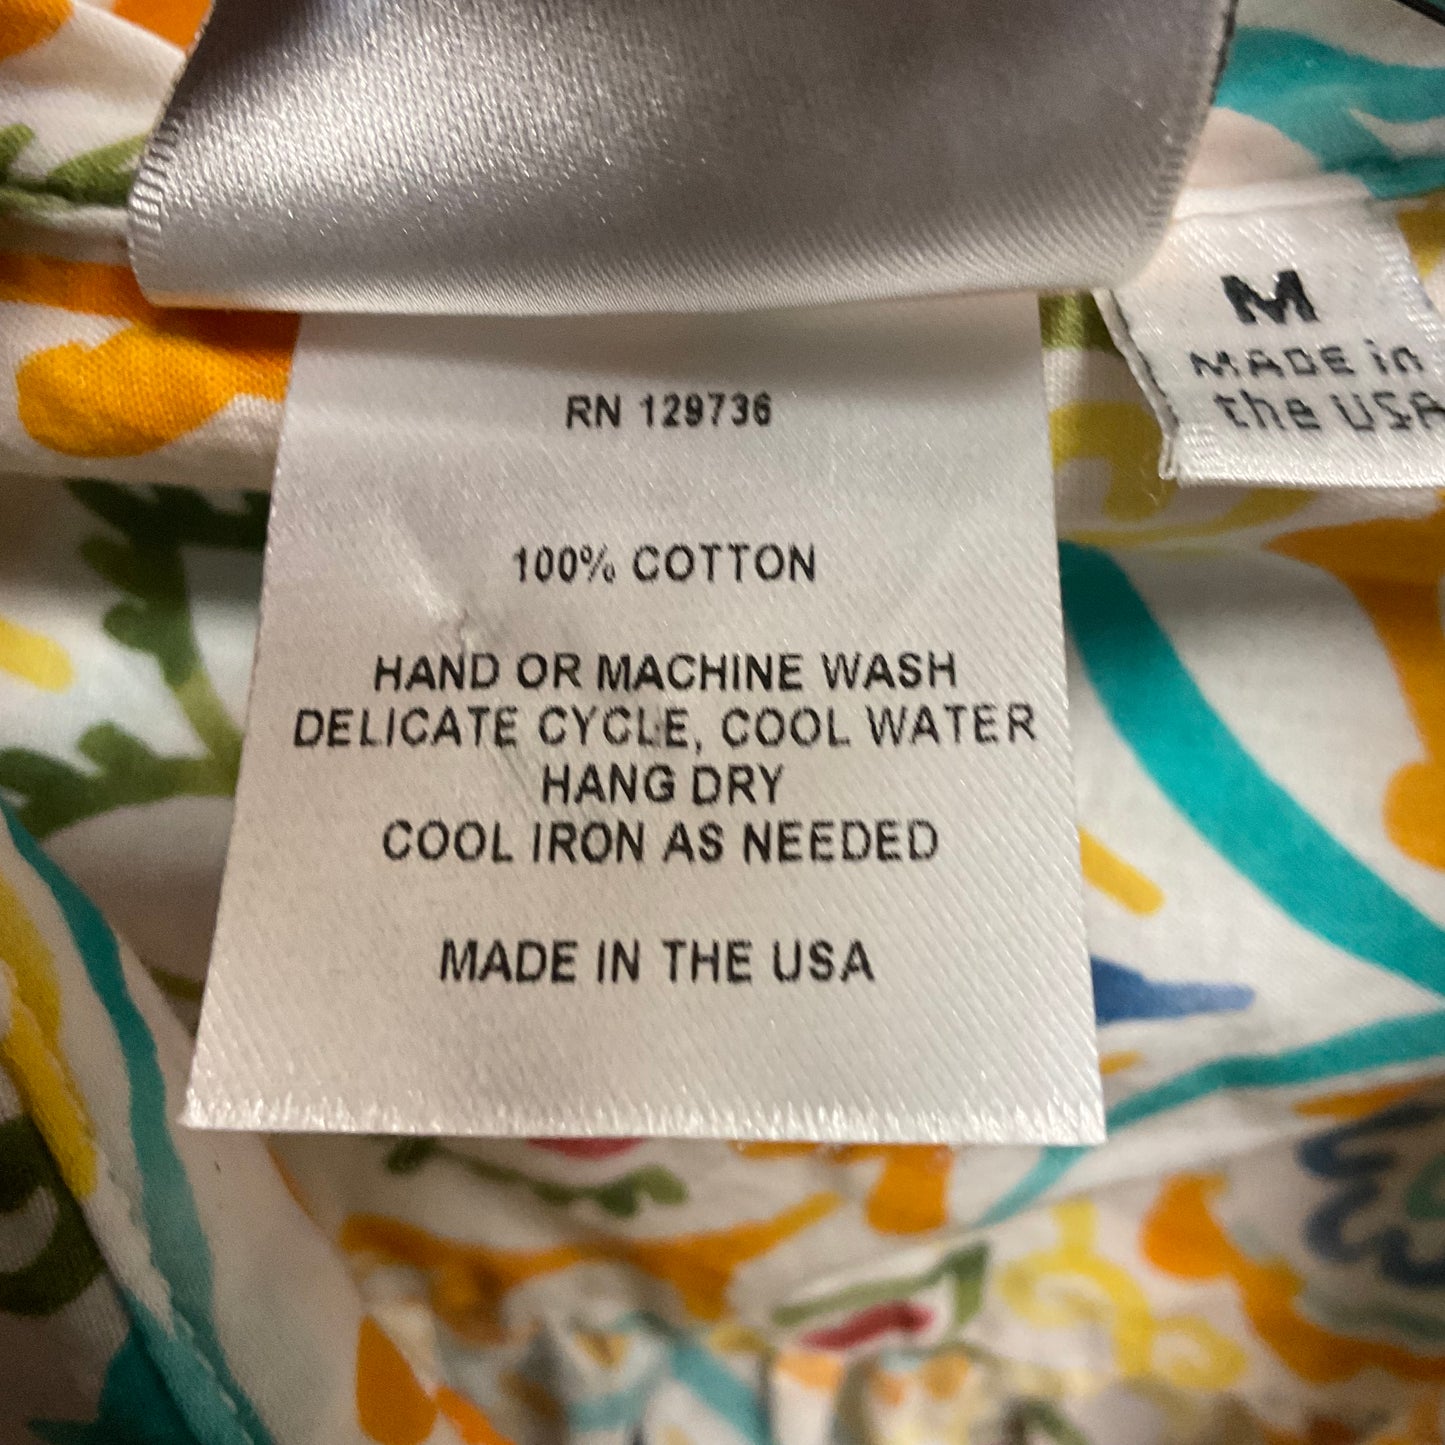 M
MADE in
the USA
RN 129736
100% COTTON
HAND OR MACHINE WASH
DELICATE CYCLE, COOL WATER
HANG DRY
COOL IRON AS NEEDED
MADE IN THE USA